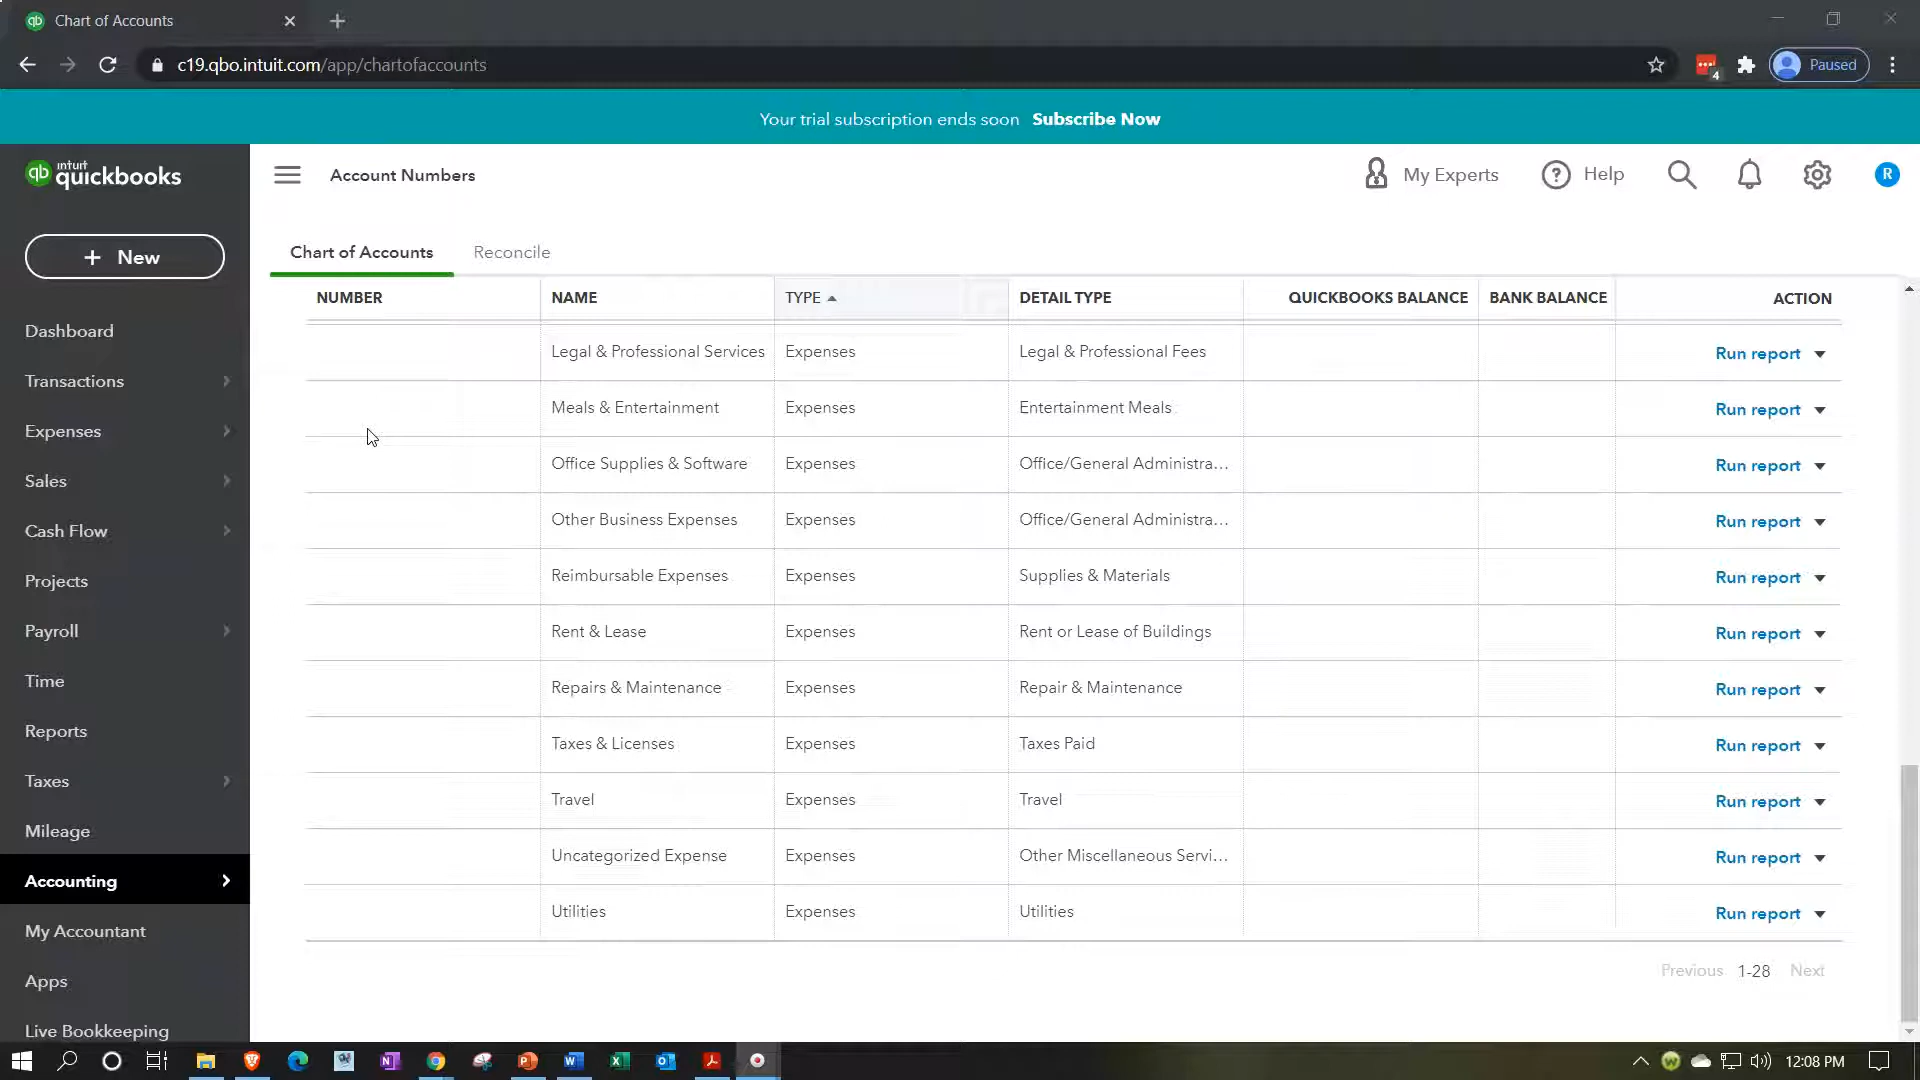 Chart of Accounts
c19.qbo.intuit.com/app/chartofaccounts
4
Paused
Your trial subscription ends soon Subscribe Now
qb intuit quickbooks
Account Numbers
My Experts
Help
R
+ New
Chart of Accounts
Reconcile
Dashboard
Transactions
Expenses
Sales
Cash Flow
Projects
Payroll
Time
Reports
Taxes
Mileage
Accounting
My Accountant
Apps
Live Bookkeeping
NUMBER NAME TYPE DETAIL TYPE QUICKBOOKS BALANCE BANK BALANCE ACTION
Legal & Professional Services Expenses Legal & Professional Fees Run report
Meals & Entertainment Expenses Entertainment Meals Run report
Office Supplies & Software Expenses Office/General Administra... Run report
Other Business Expenses Expenses Office/General Administra... Run report
Reimbursable Expenses Expenses Supplies & Materials Run report
Rent & Lease Expenses Rent or Lease of Buildings Run report
Repairs & Maintenance Expenses Repair & Maintenance Run report
Taxes & Licenses Expenses Taxes Paid Run report
Travel Expenses Travel Run report
Uncategorized Expense Expenses Other Miscellaneous Servi... Run report
Utilities Expenses Utilities Run report
Previous 1-28 Next
12:08 PM